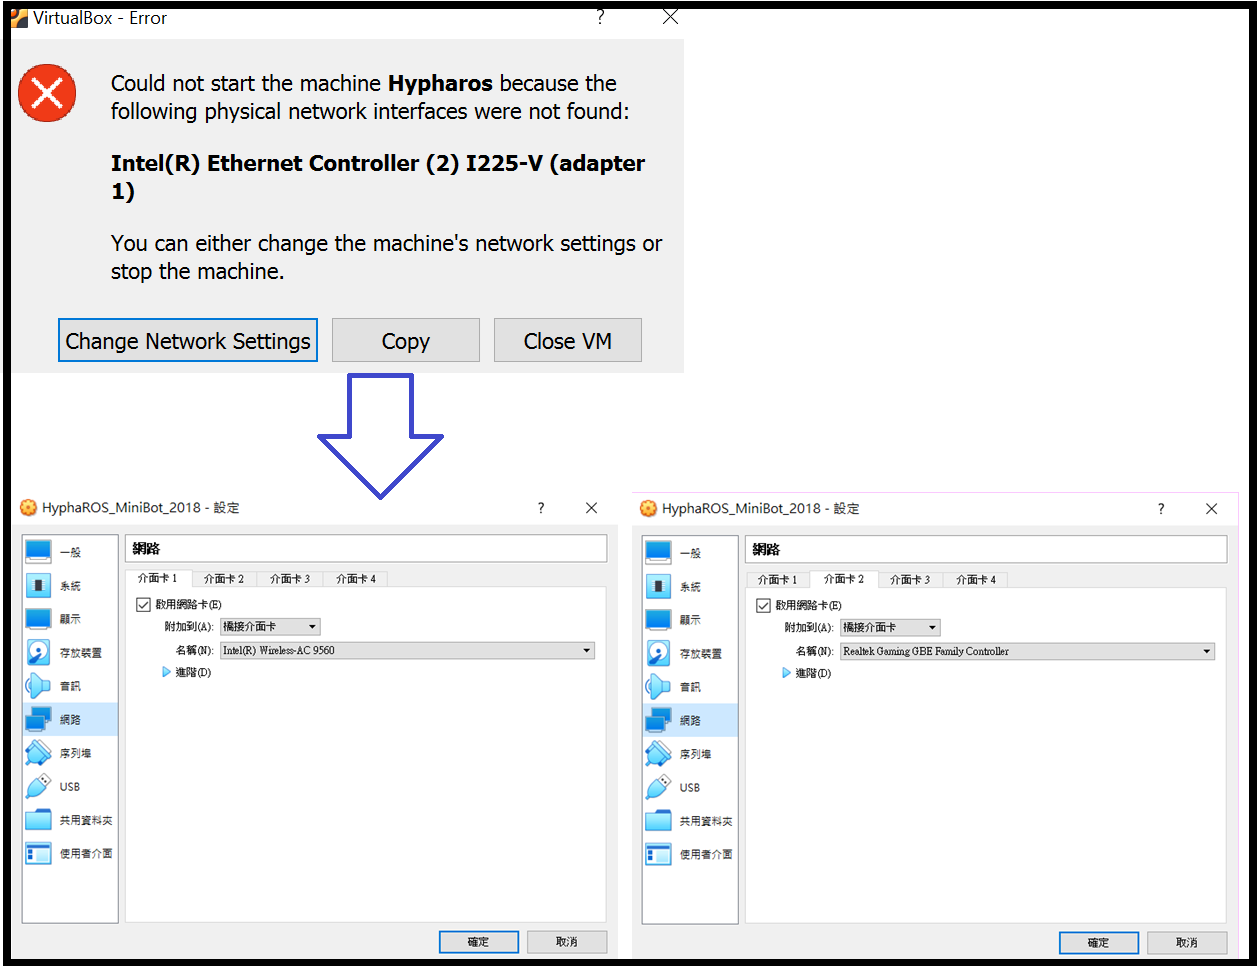 VirtualBox - Error
?
Could not start the machine Hypharos because the
following physical network interfaces were not found:
Intel(R) Ethernet Controller (2) I225-V (adapter
1)
You can either change the machine's network settings or
stop the machine.
Change Network Settings
Copy
Close VM
HyphaROS_MiniBot_2018 - 設定
?
一般
系統
顯示
存放裝置
音訊
網路
序列埠
USB
共用資料夾
使用者介面
網路
介面卡 1 介面卡 2 介面卡 3 介面卡 4
啟用網路卡(E)
附加到(A): 橋接介面卡
名稱(N): Intel(R) Wireless-AC 9560
進階(D)
確定 取消
HyphaROS_MiniBot_2018 - 設定
?
一般
系統
顯示
存放裝置
音訊
網路
序列埠
USB
共用資料夾
使用者介面
網路
介面卡 1 介面卡 2 介面卡 3 介面卡 4
啟用網路卡(E)
附加到(A): 橋接介面卡
名稱(N): Realtek Gaming GBE Family Controller
進階(D)
確定 取消